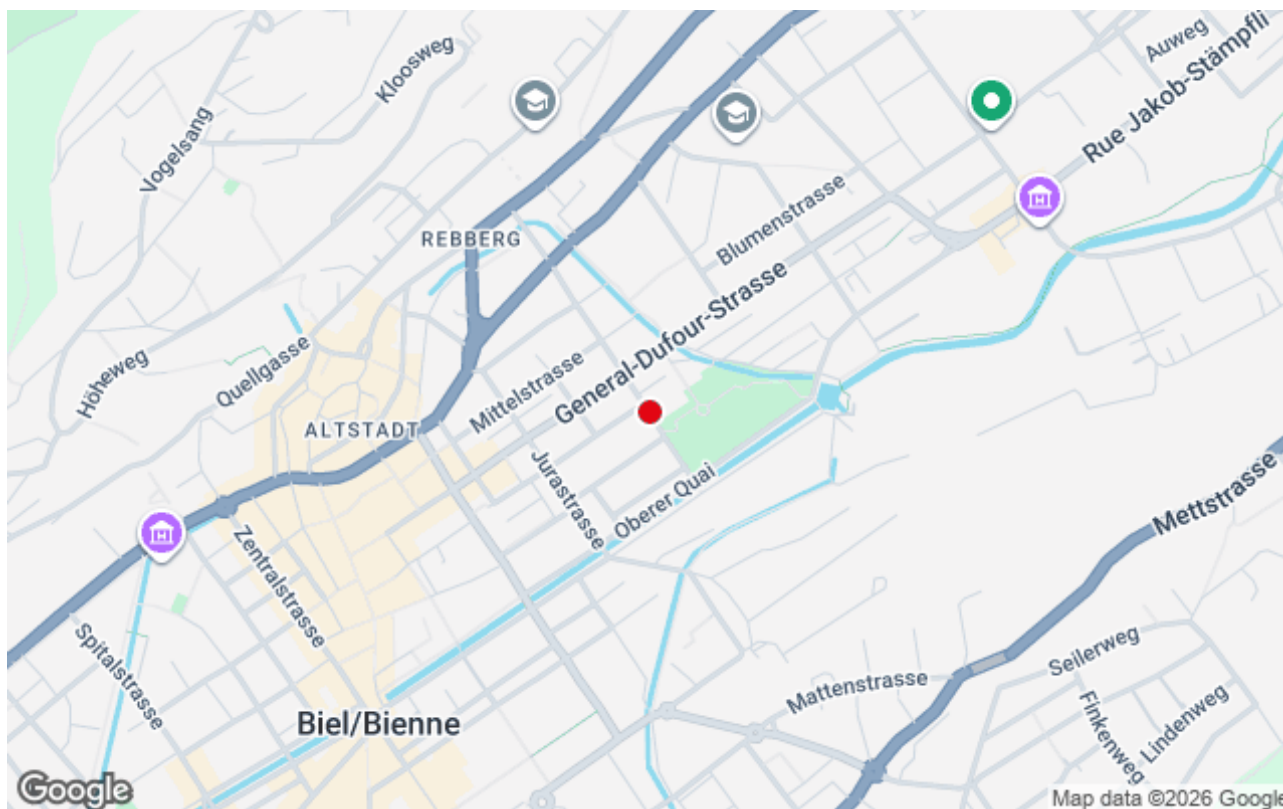 Auweg
Kloosweg
Rue Jakob-Stämpfli
Vogelsang
Blumenstrasse
REBBERG
General-Dufour-Strasse
Höheweg
Quellgasse
Mittelstrasse
ALTSTADT
Jurastrasse
Oberer Quai
Mettstrasse
Zentralstrasse
Spitalstrasse
Seilerweg
Mattenstrasse
Finkenweg
Lindenweg
Biel/Bienne
Google
Map data ©2026 Google